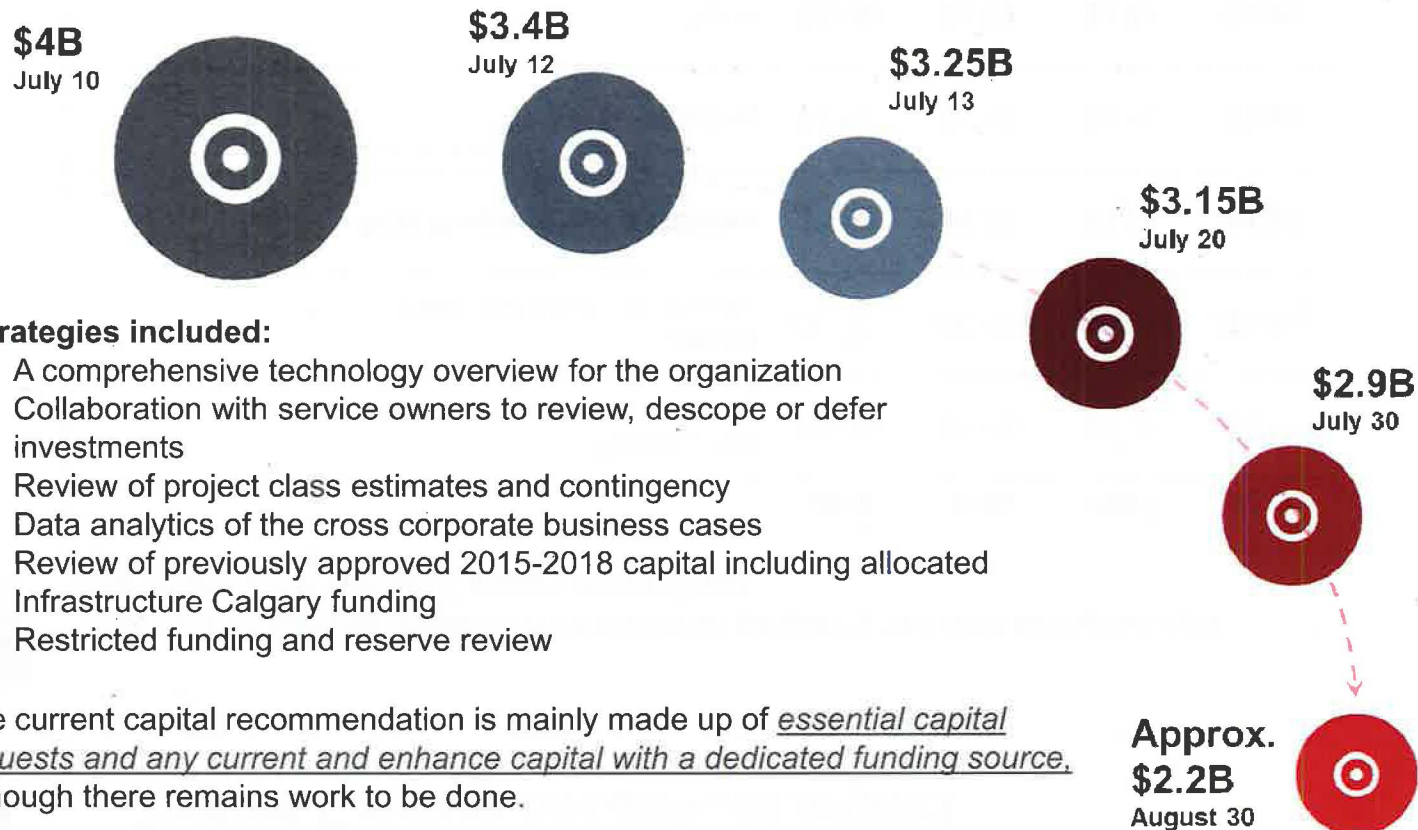 $4B
July 10
$3.4B
July 12
$3.25B
July 13
$3.15B
July 20
$2.9B
July 30
rategies included:
A comprehensive technology overview for the organization
Collaboration with service owners to review, descope or defer
investments
Review of project class estimates and contingency
Data analytics of the cross corporate business cases
Review of previously approved 2015-2018 capital including allocated
Infrastructure Calgary funding
Restricted funding and reserve review
e current capital recommendation is mainly made up of essential capital
uests and any current and enhance capital with a dedicated funding source,
hough there remains work to be done.
Approx.
$2.2B
August 30